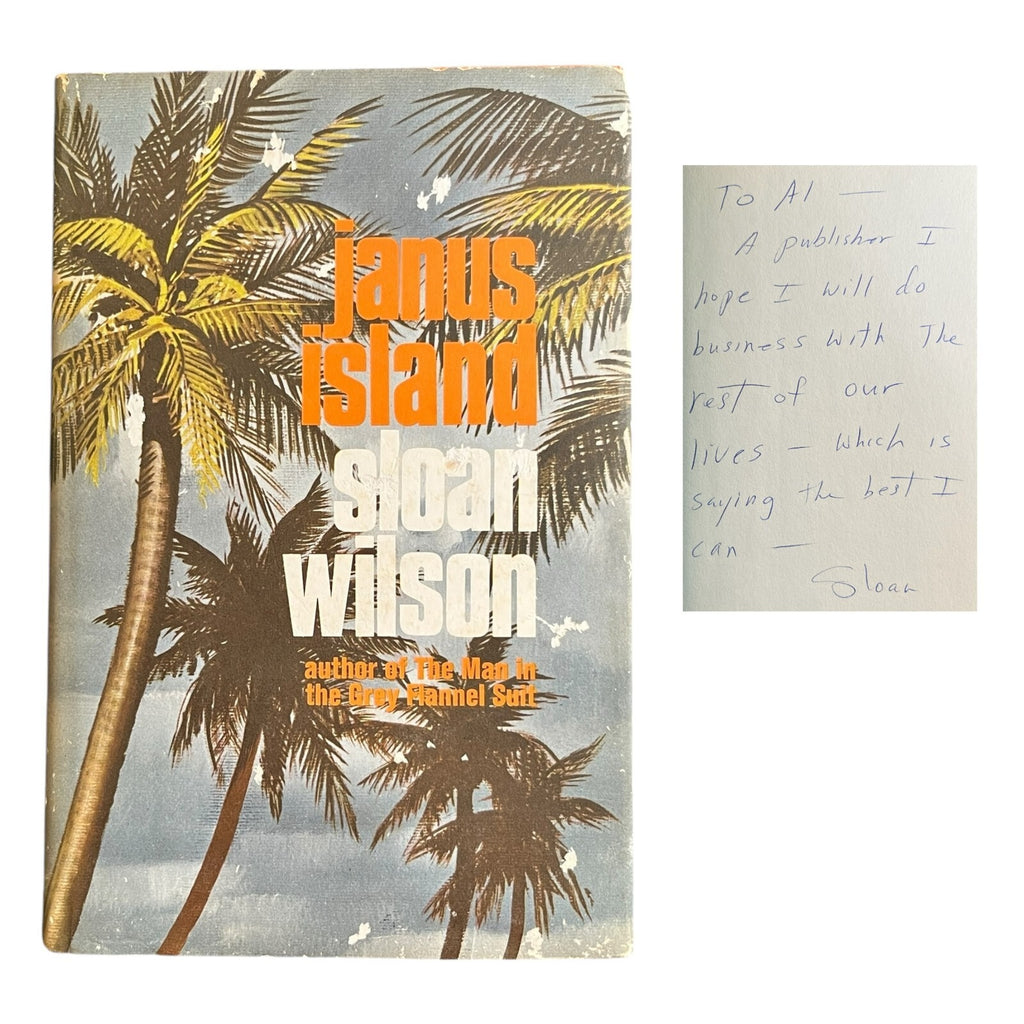 janus
island
sloan
wilson
author of The Man in
the Grey Flannel Suit
To Al —
A publisher I
hope I will do
business with the
rest of our
lives — which is
saying the best I
can —
Sloan